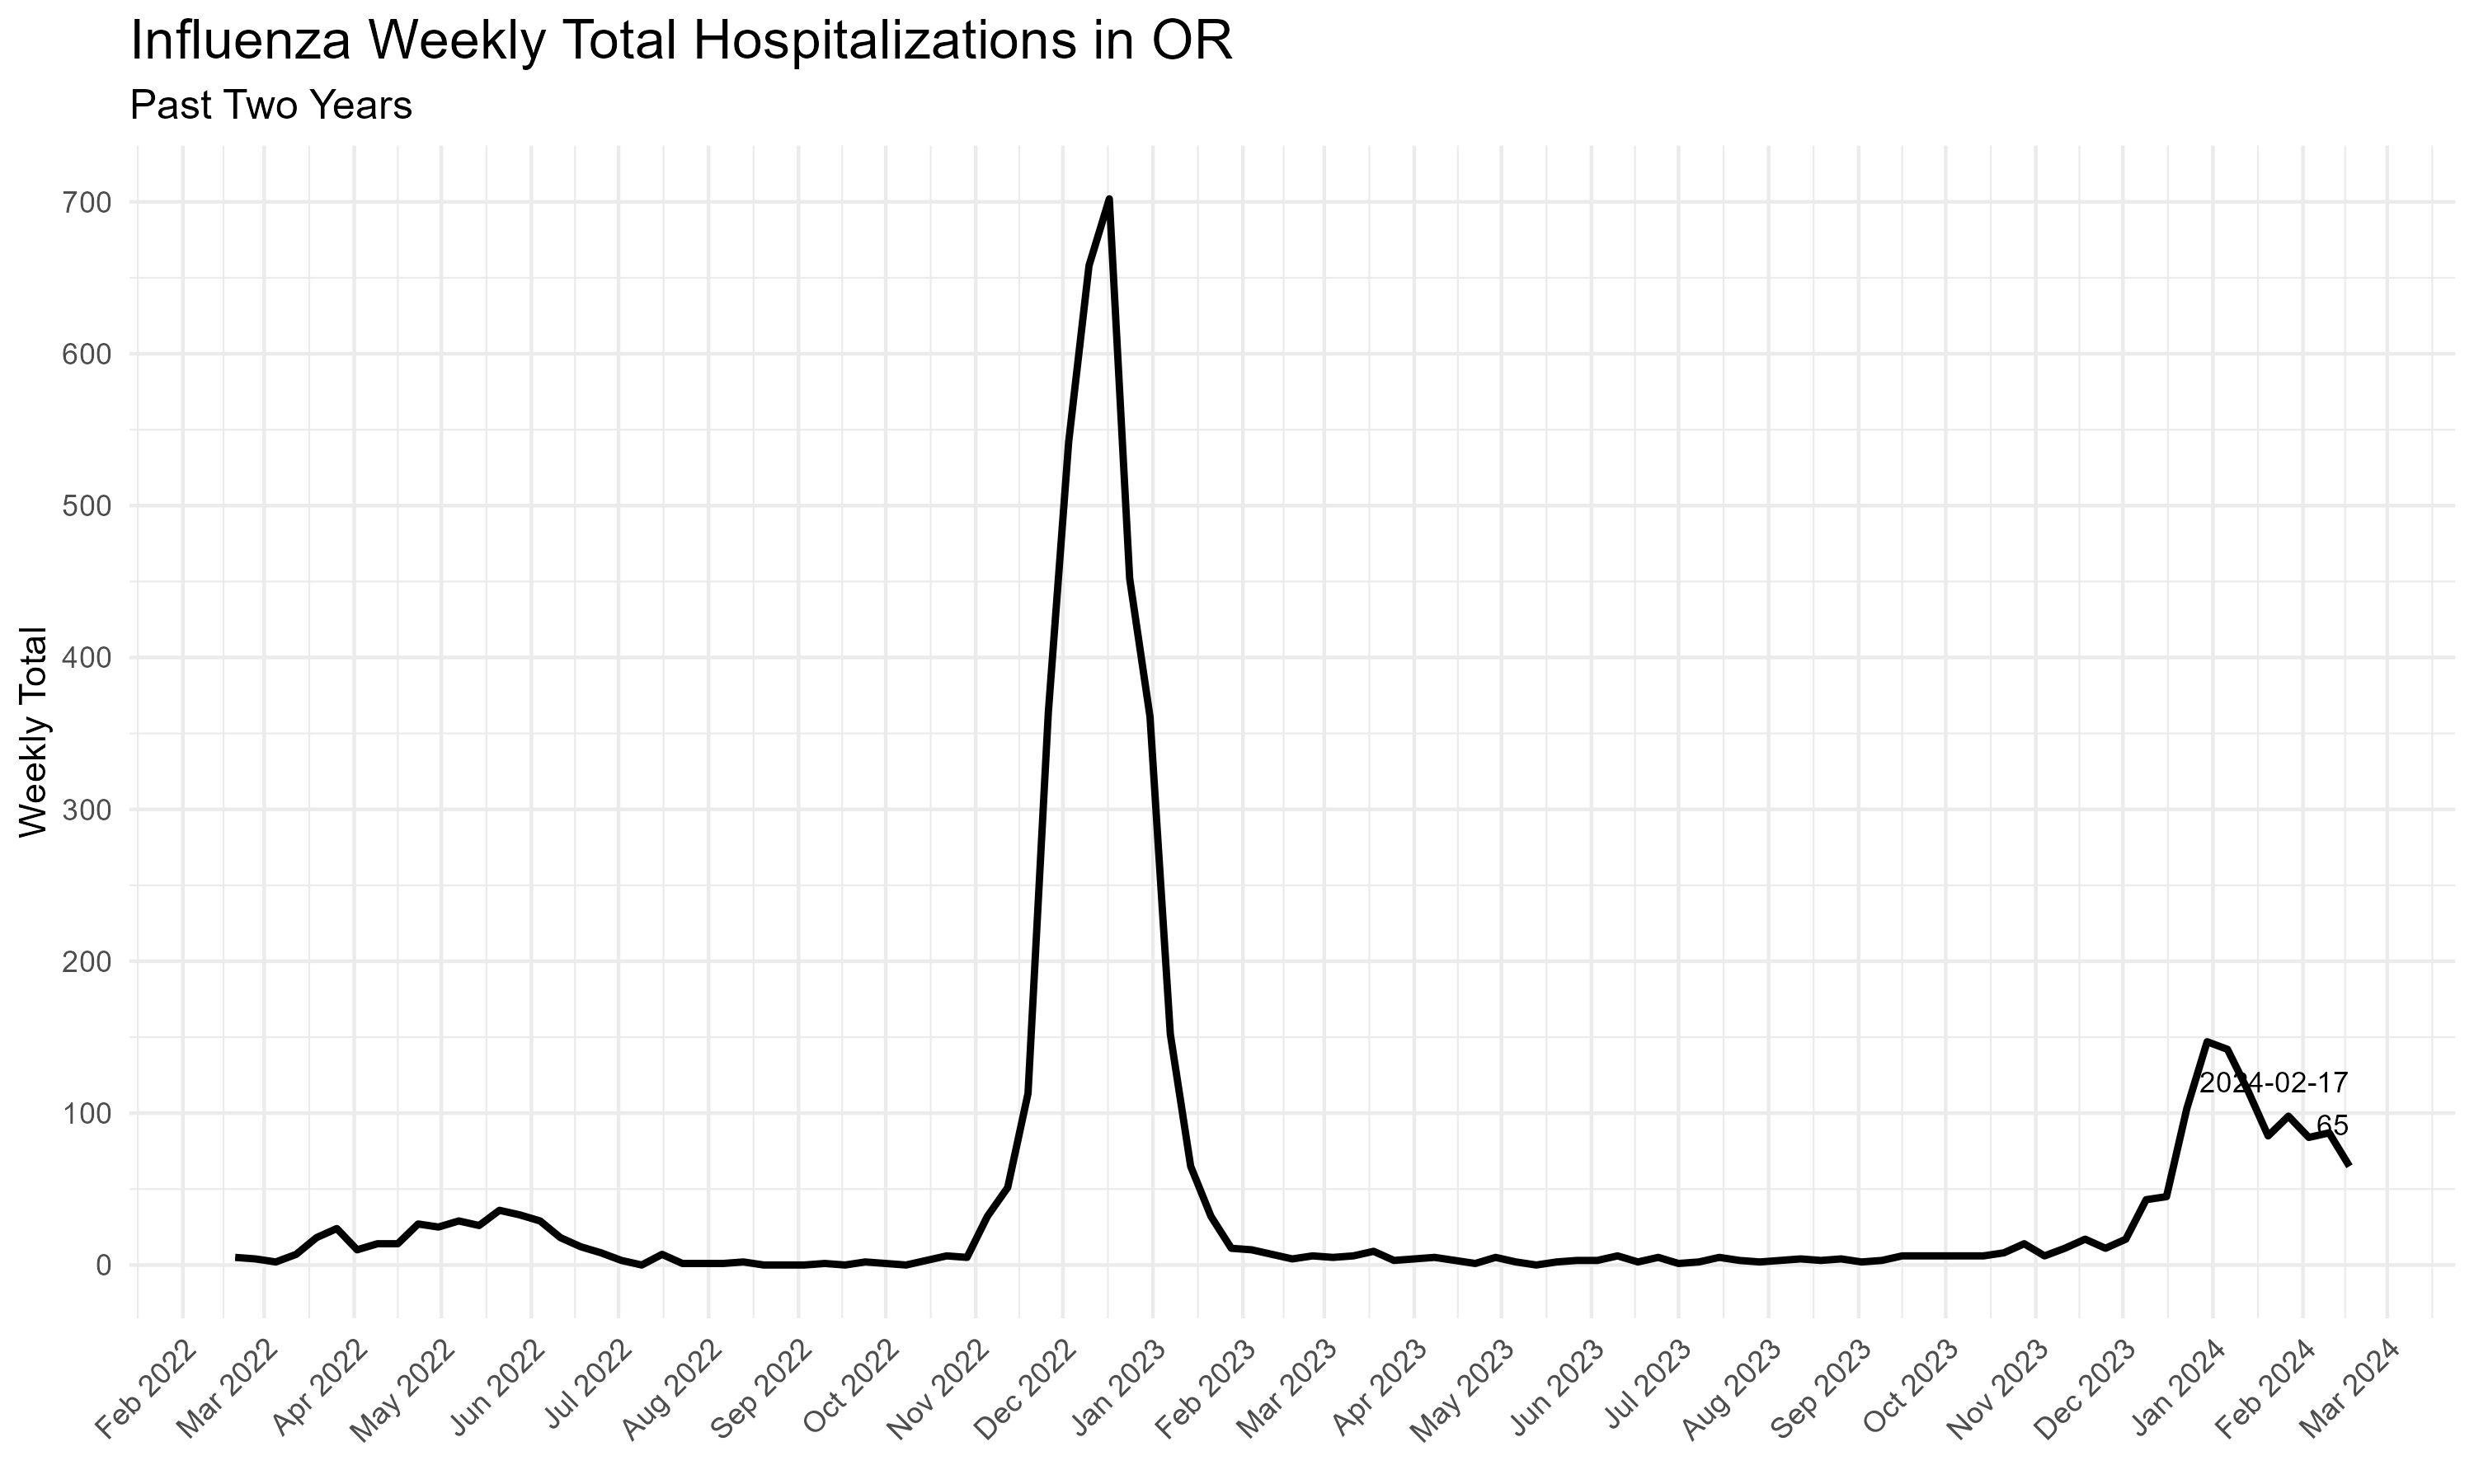 Influenza Weekly Total Hospitalizations in OR
Past Two Years
Weekly Total
700
600
500
400
300
200
100
0
2024-02-17
65
Feb 2022
Mar 2022
Apr 2022
May 2022
Jun 2022
Jul 2022
Aug 2022
Sep 2022
Oct 2022
Nov 2022
Dec 2022
Jan 2023
Feb 2023
Mar 2023
Apr 2023
May 2023
Jun 2023
Jul 2023
Aug 2023
Sep 2023
Oct 2023
Nov 2023
Dec 2023
Jan 2024
Feb 2024
Mar 2024